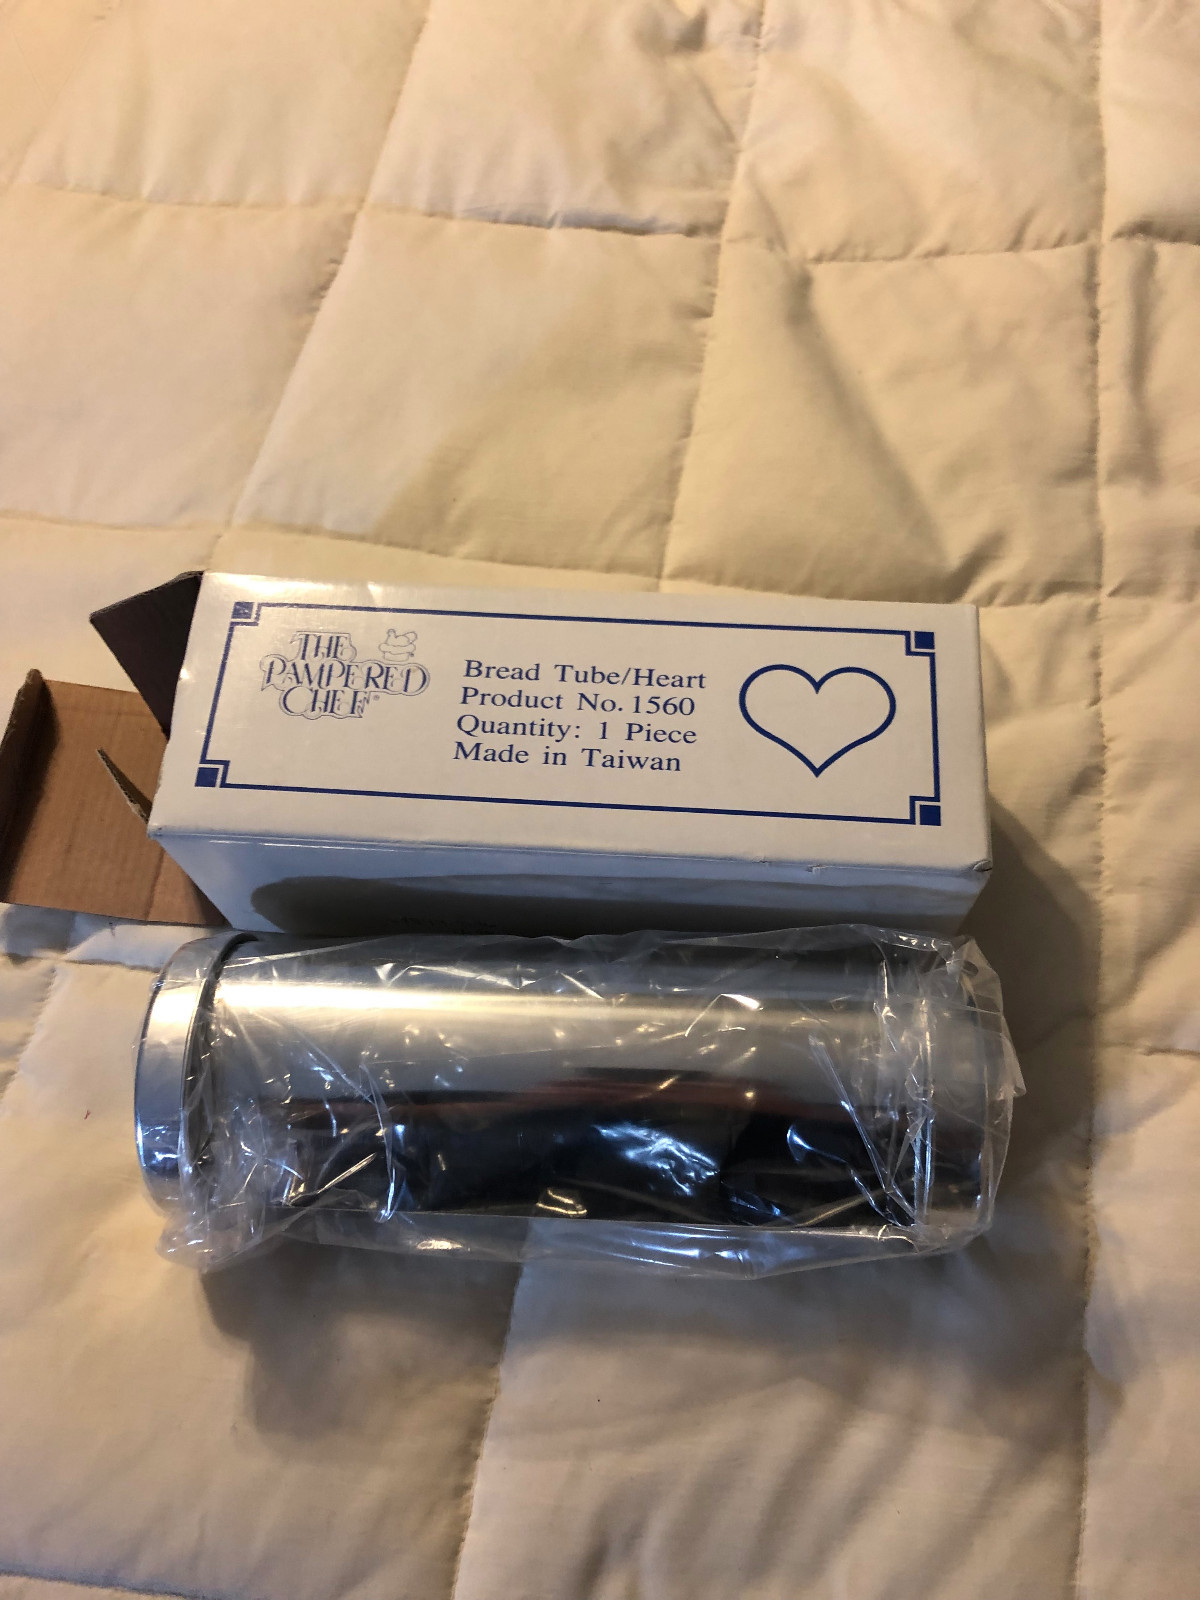 THE
PAMPERED
CHEF®
Bread Tube/Heart
Product No. 1560
Quantity: 1 Piece
Made in Taiwan